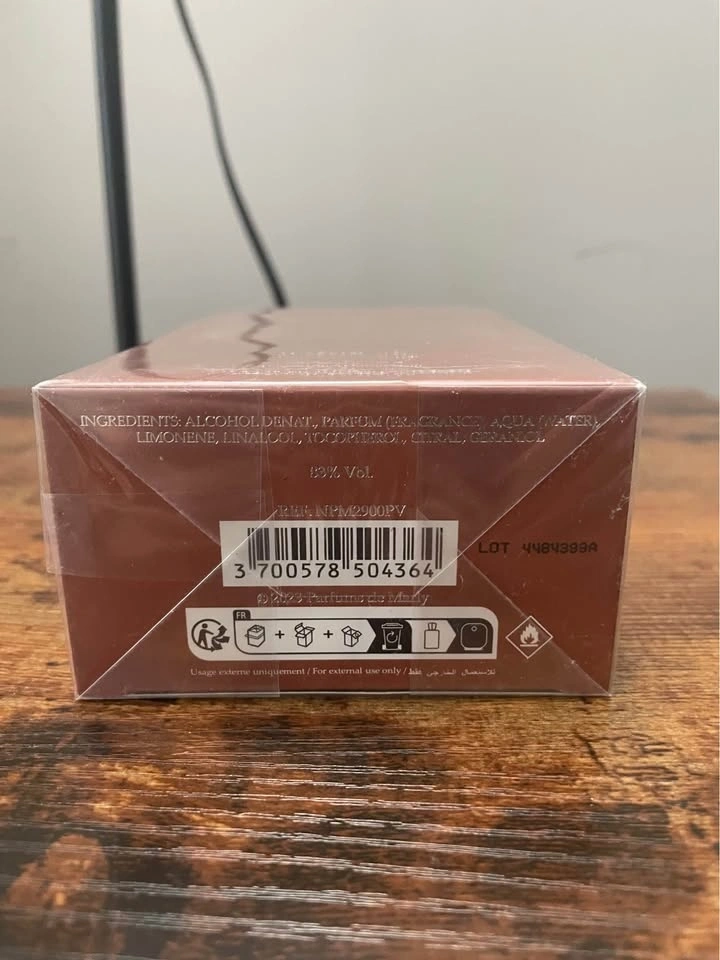 INGREDIENTS: ALCOHOL DENAT., PARFUM (FRAGRANCE), AQUA (WATER),
LIMONENE, LINALOOL, TOCOPHEROL, CITRAL, GERANIOL
83% Vol.
REF. NPM2900PV
3 700578 504364
LOT 4484393A
© 2023 Parfums de Marly
FR
Usage externe uniquement / For external use only / للاستعمال الخارجي فقط